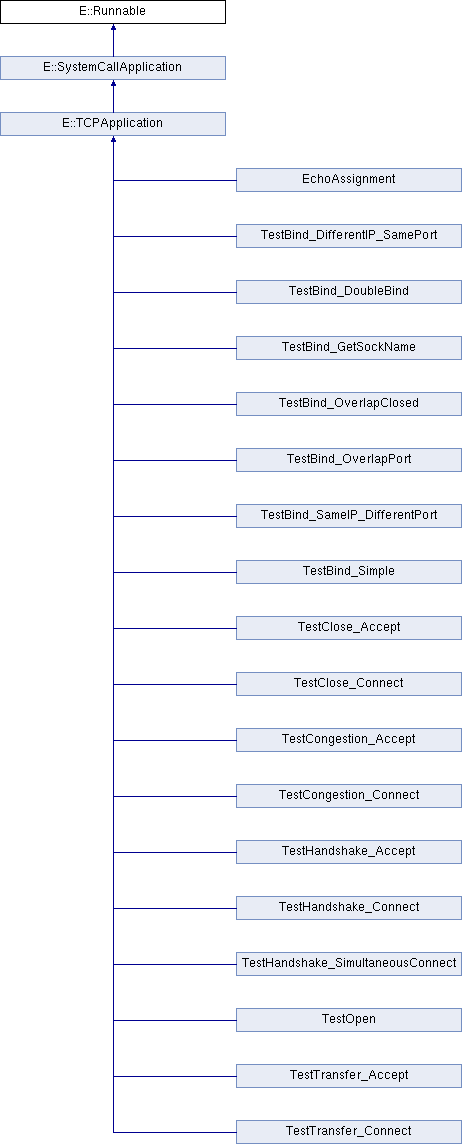 E::Runnable
E::SystemCallApplication
E::TCPApplication
EchoAssignment
TestBind_DifferentIP_SamePort
TestBind_DoubleBind
TestBind_GetSockName
TestBind_OverlapClosed
TestBind_OverlapPort
TestBind_SameIP_DifferentPort
TestBind_Simple
TestClose_Accept
TestClose_Connect
TestCongestion_Accept
TestCongestion_Connect
TestHandshake_Accept
TestHandshake_Connect
TestHandshake_SimultaneousConnect
TestOpen
TestTransfer_Accept
TestTransfer_Connect